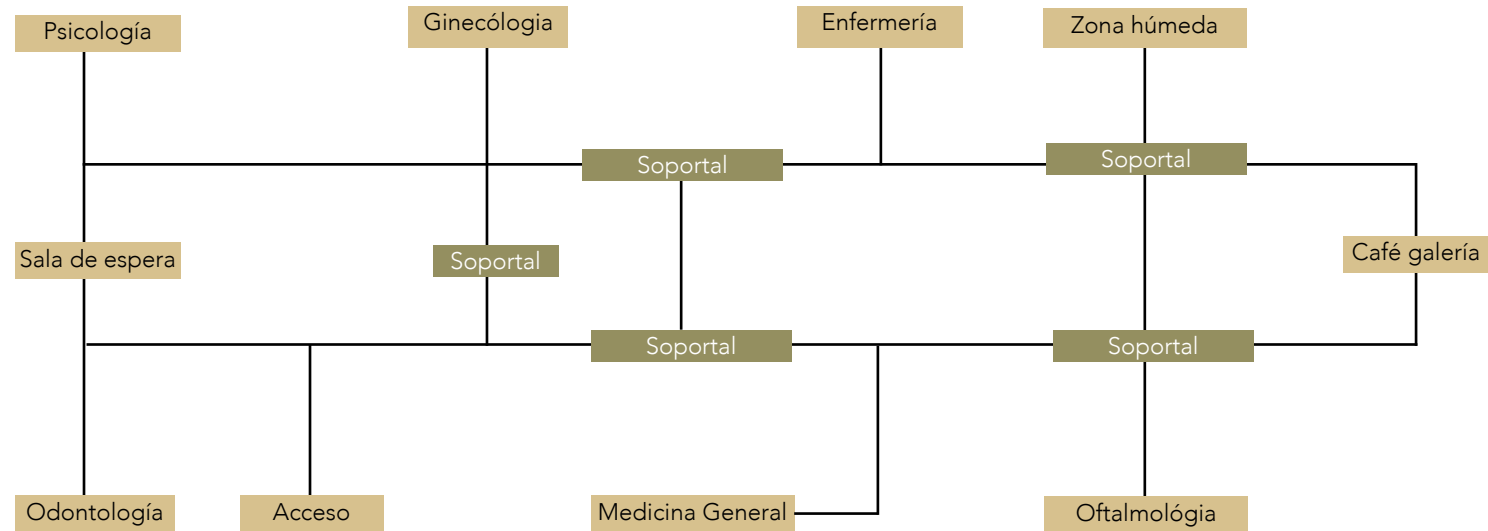 Psicología
Ginecólogia
Enfermería
Zona húmeda
Soportal
Soportal
Sala de espera
Soportal
Café galería
Soportal
Soportal
Odontología
Acceso
Medicina General
Oftalmológia